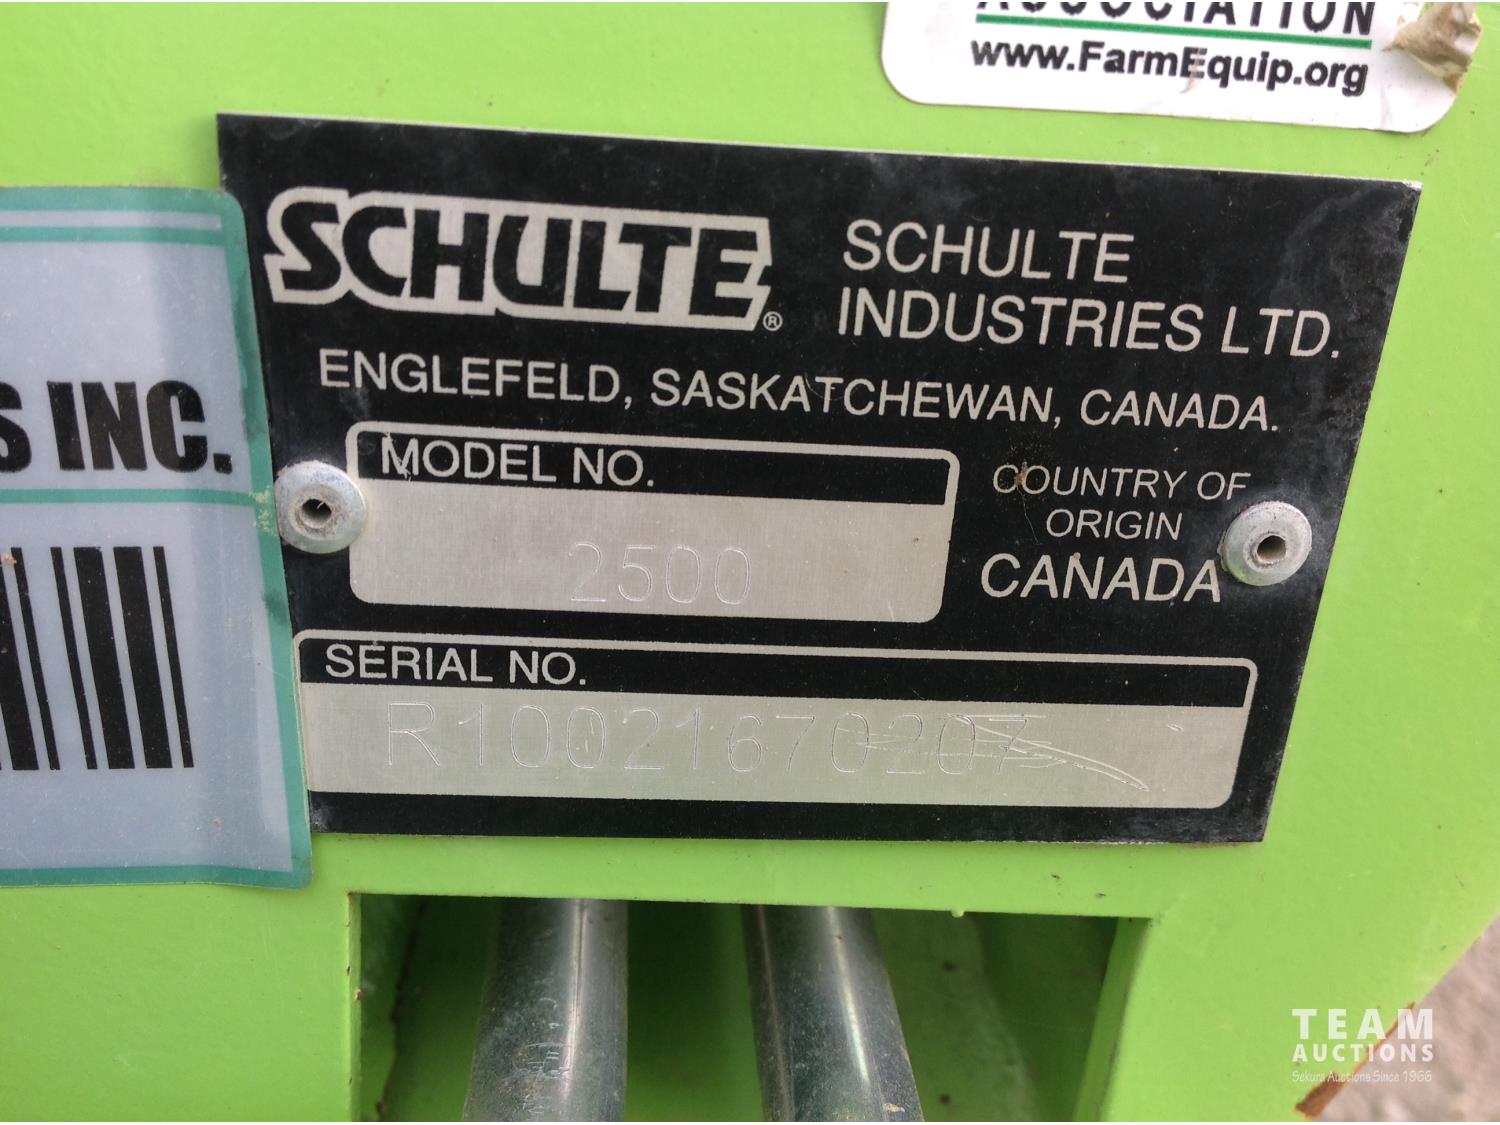 ASSOCIATION
www.FarmEquip.org
SCHULTE®
SCHULTE
INDUSTRIES LTD.
ENGLEFELD, SASKATCHEWAN, CANADA.
MODEL NO.
2500
COUNTRY OF
ORIGIN
CANADA
SERIAL NO.
R10021670207
S INC.
TEAM
AUCTIONS
Sekura Auctions Since 1966